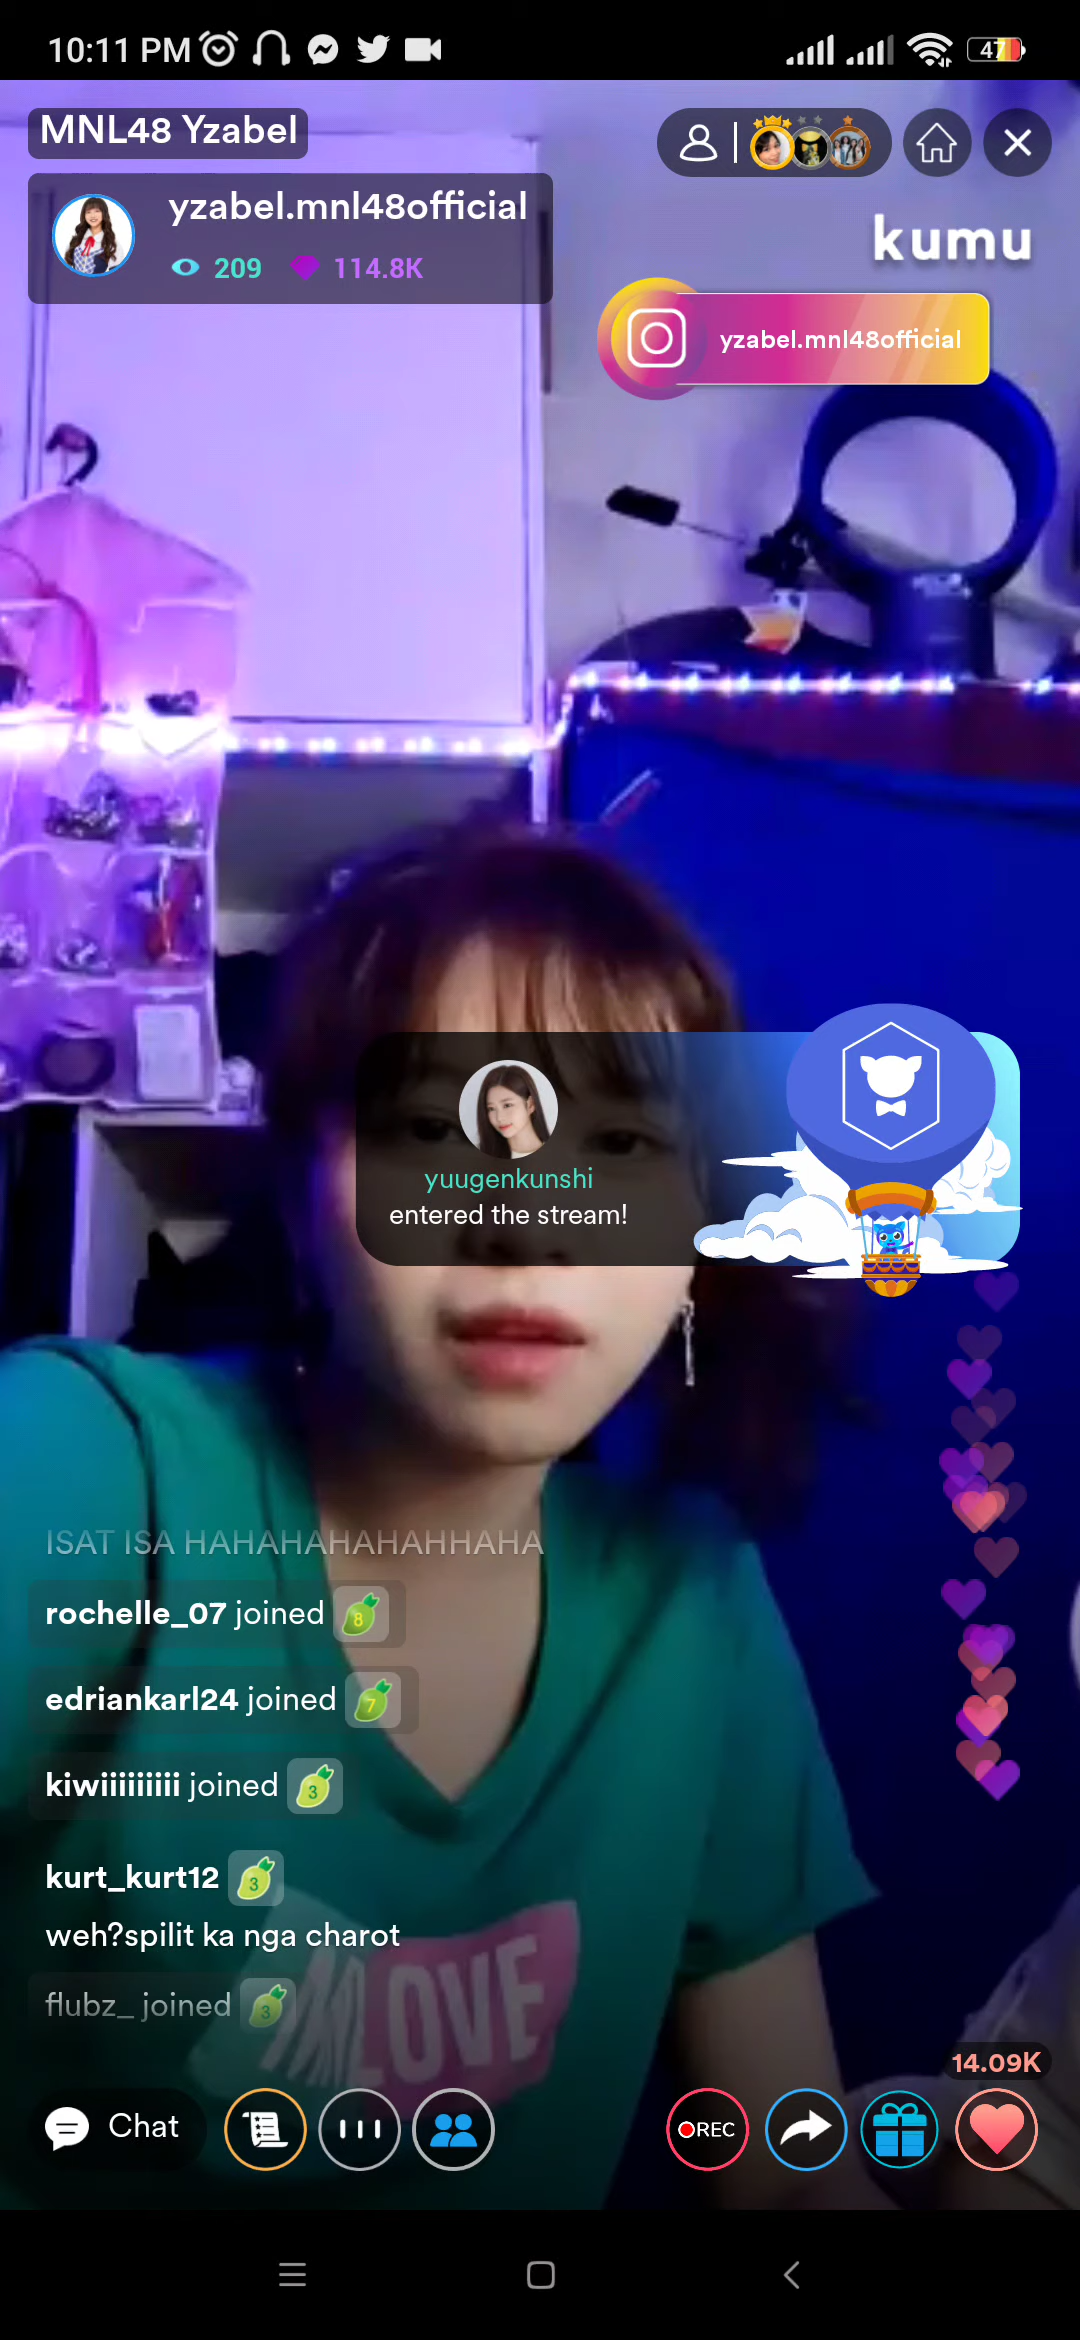 10:11 PM
47
MNL48 Yzabel
yzabel.mnl48official
209 114.8K
kumu
yzabel.mnl48official
yuugenkunshi
entered the stream!
ISAT ISA HAHAHAHAHAHHAHA
rochelle_07 joined 8
edriankarl24 joined 7
kiwiiiiiiiii joined 3
kurt_kurt12 3
weh?spilit ka nga charot
flubz_ joined 3
LOVE
14.09K
Chat
REC